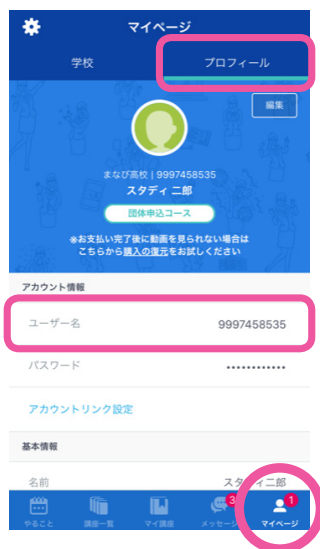 マイページ
学校 プロフィール
編集
まなび高校 | 9997458535
スタディ 二郎
団体申込コース
※お支払い完了後に動画を見られない場合は
こちらから購入の復元をお試しください
アカウント情報
ユーザー名 9997458535
パスワード ••••••••••••
アカウントリンク設定
基本情報
名前 スタディ二郎
3 1
やること 講座一覧 マイ講座 メッセージ マイページ